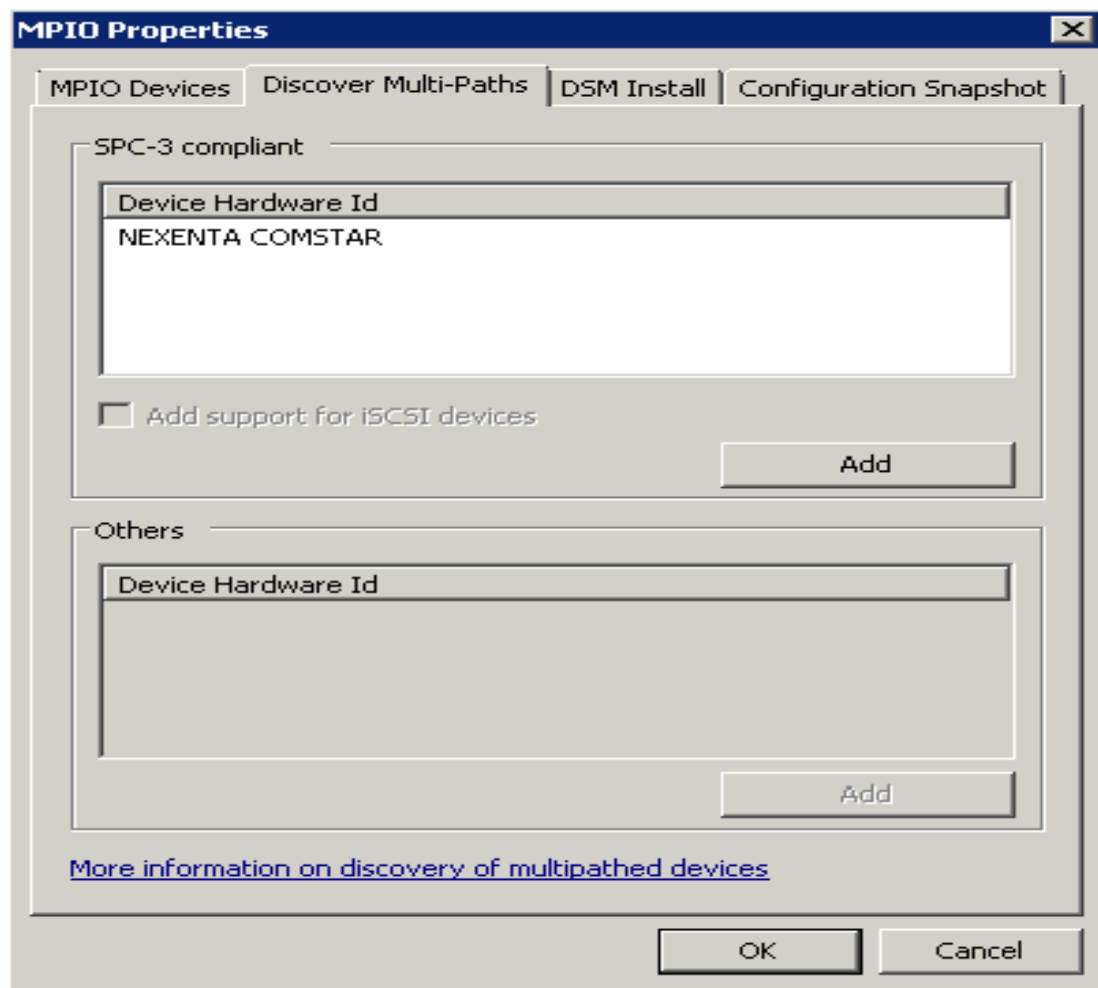 MPIO Properties
MPIO Devices Discover Multi-Paths DSM Install Configuration Snapshot
SPC-3 compliant
Device Hardware Id
NEXENTA COMSTAR
Add support for iSCSI devices
Add
Others
Device Hardware Id
Add
More information on discovery of multipathed devices
OK Cancel